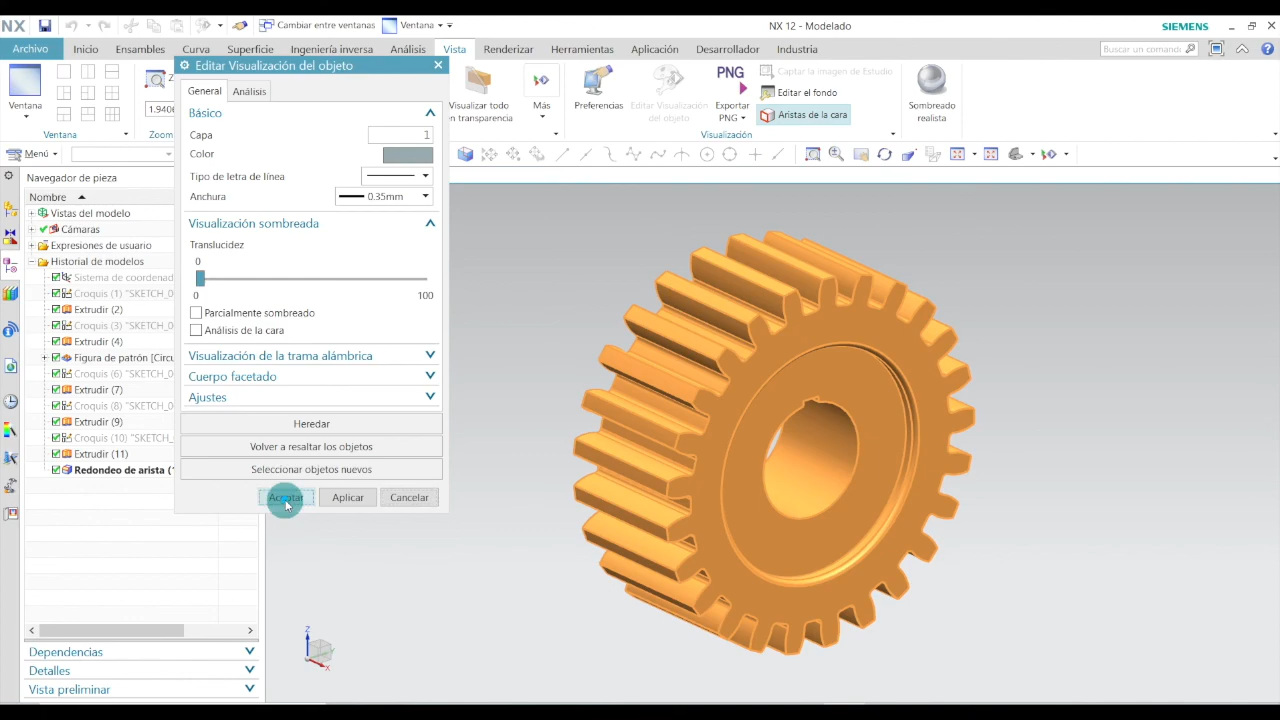 NX
Cambiar entre ventanas
Ventana
NX 12 - Modelado
SIEMENS
Archivo
Inicio
Ensambles
Curva
Superficie
Ingeniería inversa
Análisis
Vista
Renderizar
Herramientas
Aplicación
Desarrollador
Industria
Buscar un comando
Ventana
Ventana
1.9406
Zoom
Visualizar todo
en transparencia
Más
Preferencias
Editar Visualización
del objeto
PNG
Exportar
PNG
Captar la imagen de Estudio
Editar el fondo
Aristas de la cara
Visualización
Sombreado
realista
Menú
Navegador de pieza
Nombre
Vistas del modelo
Cámaras
Expresiones de usuario
Historial de modelos
Sistema de coordenad
Croquis (1) "SKETCH_0
Extrudir (2)
Croquis (3) "SKETCH_0
Extrudir (4)
Figura de patrón [Circu
Croquis (6) "SKETCH_0
Extrudir (7)
Croquis (8) "SKETCH_0
Extrudir (9)
Croquis (10) "SKETCH_0
Extrudir (11)
Redondeo de arista (1
Dependencias
Detalles
Vista preliminar
Editar Visualización del objeto
General
Análisis
Básico
Capa
1
Color
Tipo de letra de línea
Anchura
0.35mm
Visualización sombreada
Translucidez
0
0
100
Parcialmente sombreado
Análisis de la cara
Visualización de la trama alámbrica
Cuerpo facetado
Ajustes
Heredar
Volver a resaltar los objetos
Seleccionar objetos nuevos
Aceptar
Aplicar
Cancelar
Z
X